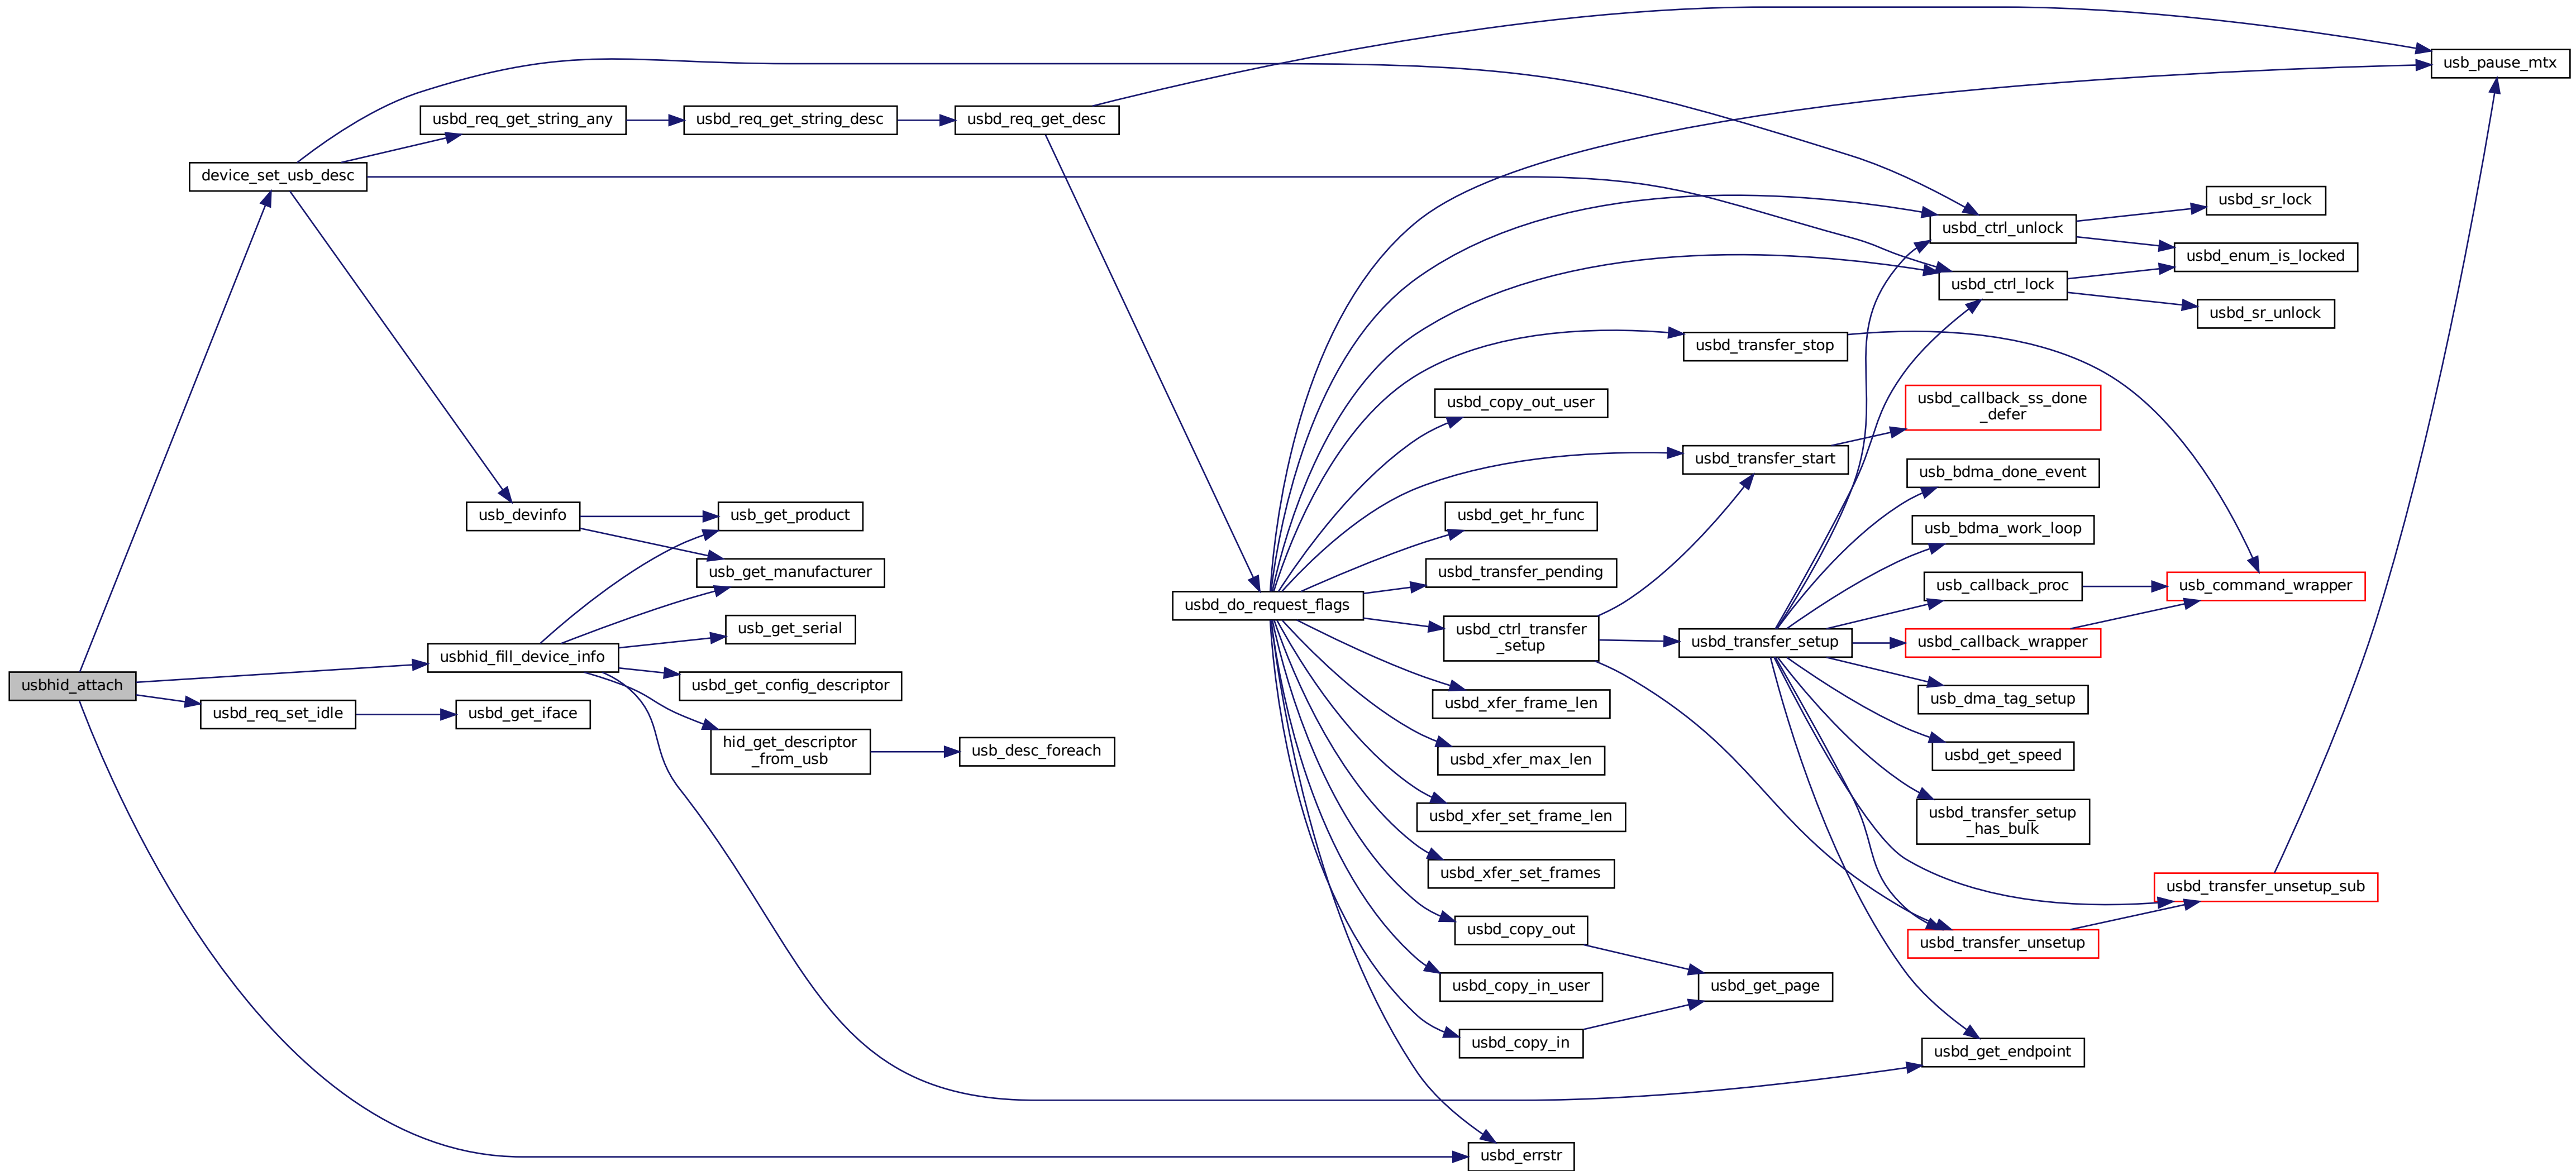 usb_pause_mtx
usbd_req_get_string_any
usbd_req_get_string_desc
usbd_req_get_desc
device_set_usb_desc
usbd_sr_lock
usbd_ctrl_unlock
usbd_enum_is_locked
usbd_ctrl_lock
usbd_sr_unlock
usbd_transfer_stop
usbd_copy_out_user
usbd_callback_ss_done
_defer
usbd_transfer_start
usb_bdma_done_event
usb_devinfo
usb_get_product
usbd_get_hr_func
usb_bdma_work_loop
usb_get_manufacturer
usbd_transfer_pending
usb_callback_proc
usb_command_wrapper
usbd_do_request_flags
usb_get_serial
usbd_ctrl_transfer
_setup
usbd_transfer_setup
usbd_callback_wrapper
usbhid_fill_device_info
usbhid_attach
usbd_get_config_descriptor
usb_dma_tag_setup
usbd_req_set_idle
usbd_get_iface
usbd_xfer_frame_len
hid_get_descriptor
_from_usb
usb_desc_foreach
usbd_xfer_max_len
usbd_get_speed
usbd_xfer_set_frame_len
usbd_transfer_setup
_has_bulk
usbd_xfer_set_frames
usbd_transfer_unsetup_sub
usbd_copy_out
usbd_transfer_unsetup
usbd_copy_in_user
usbd_get_page
usbd_copy_in
usbd_get_endpoint
usbd_errstr